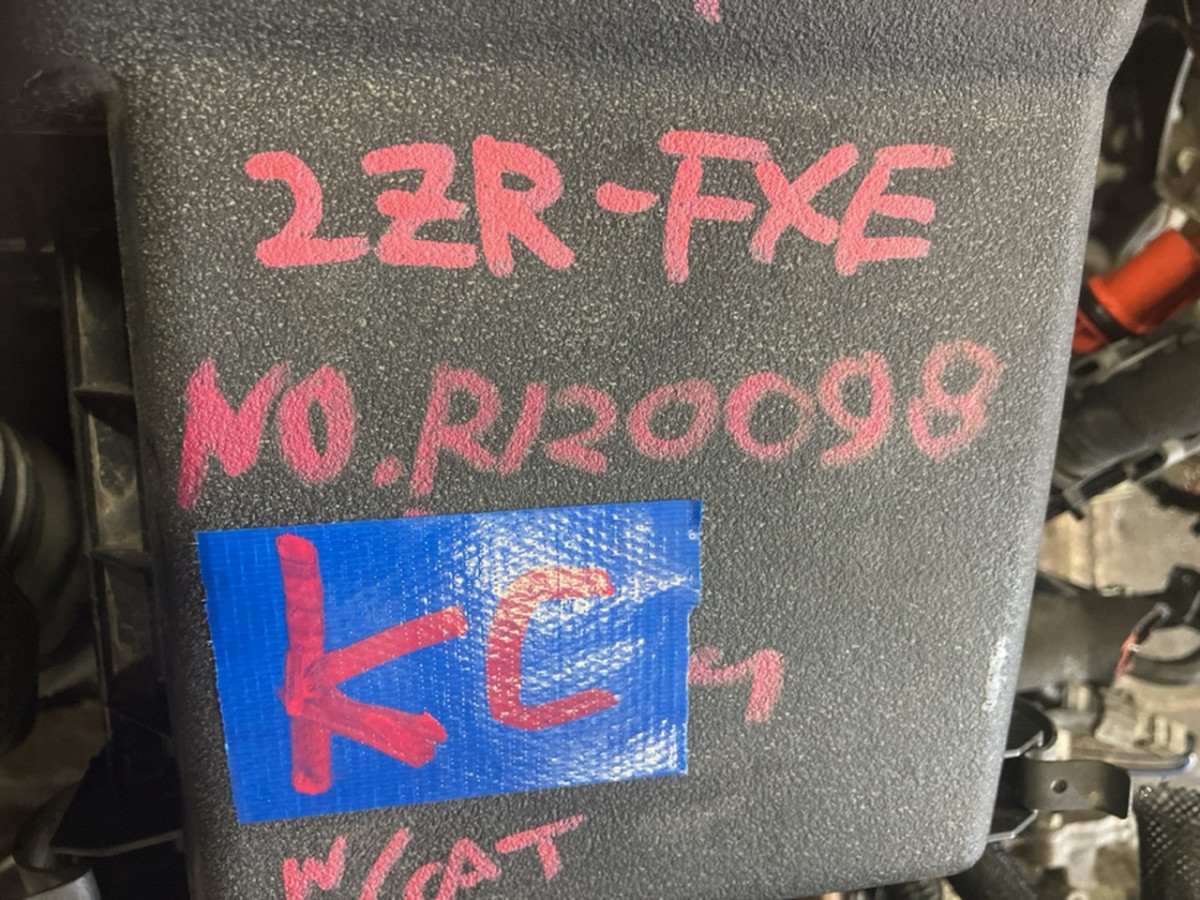 2ZR-FXE
NO.R120098
KC
W/CAT